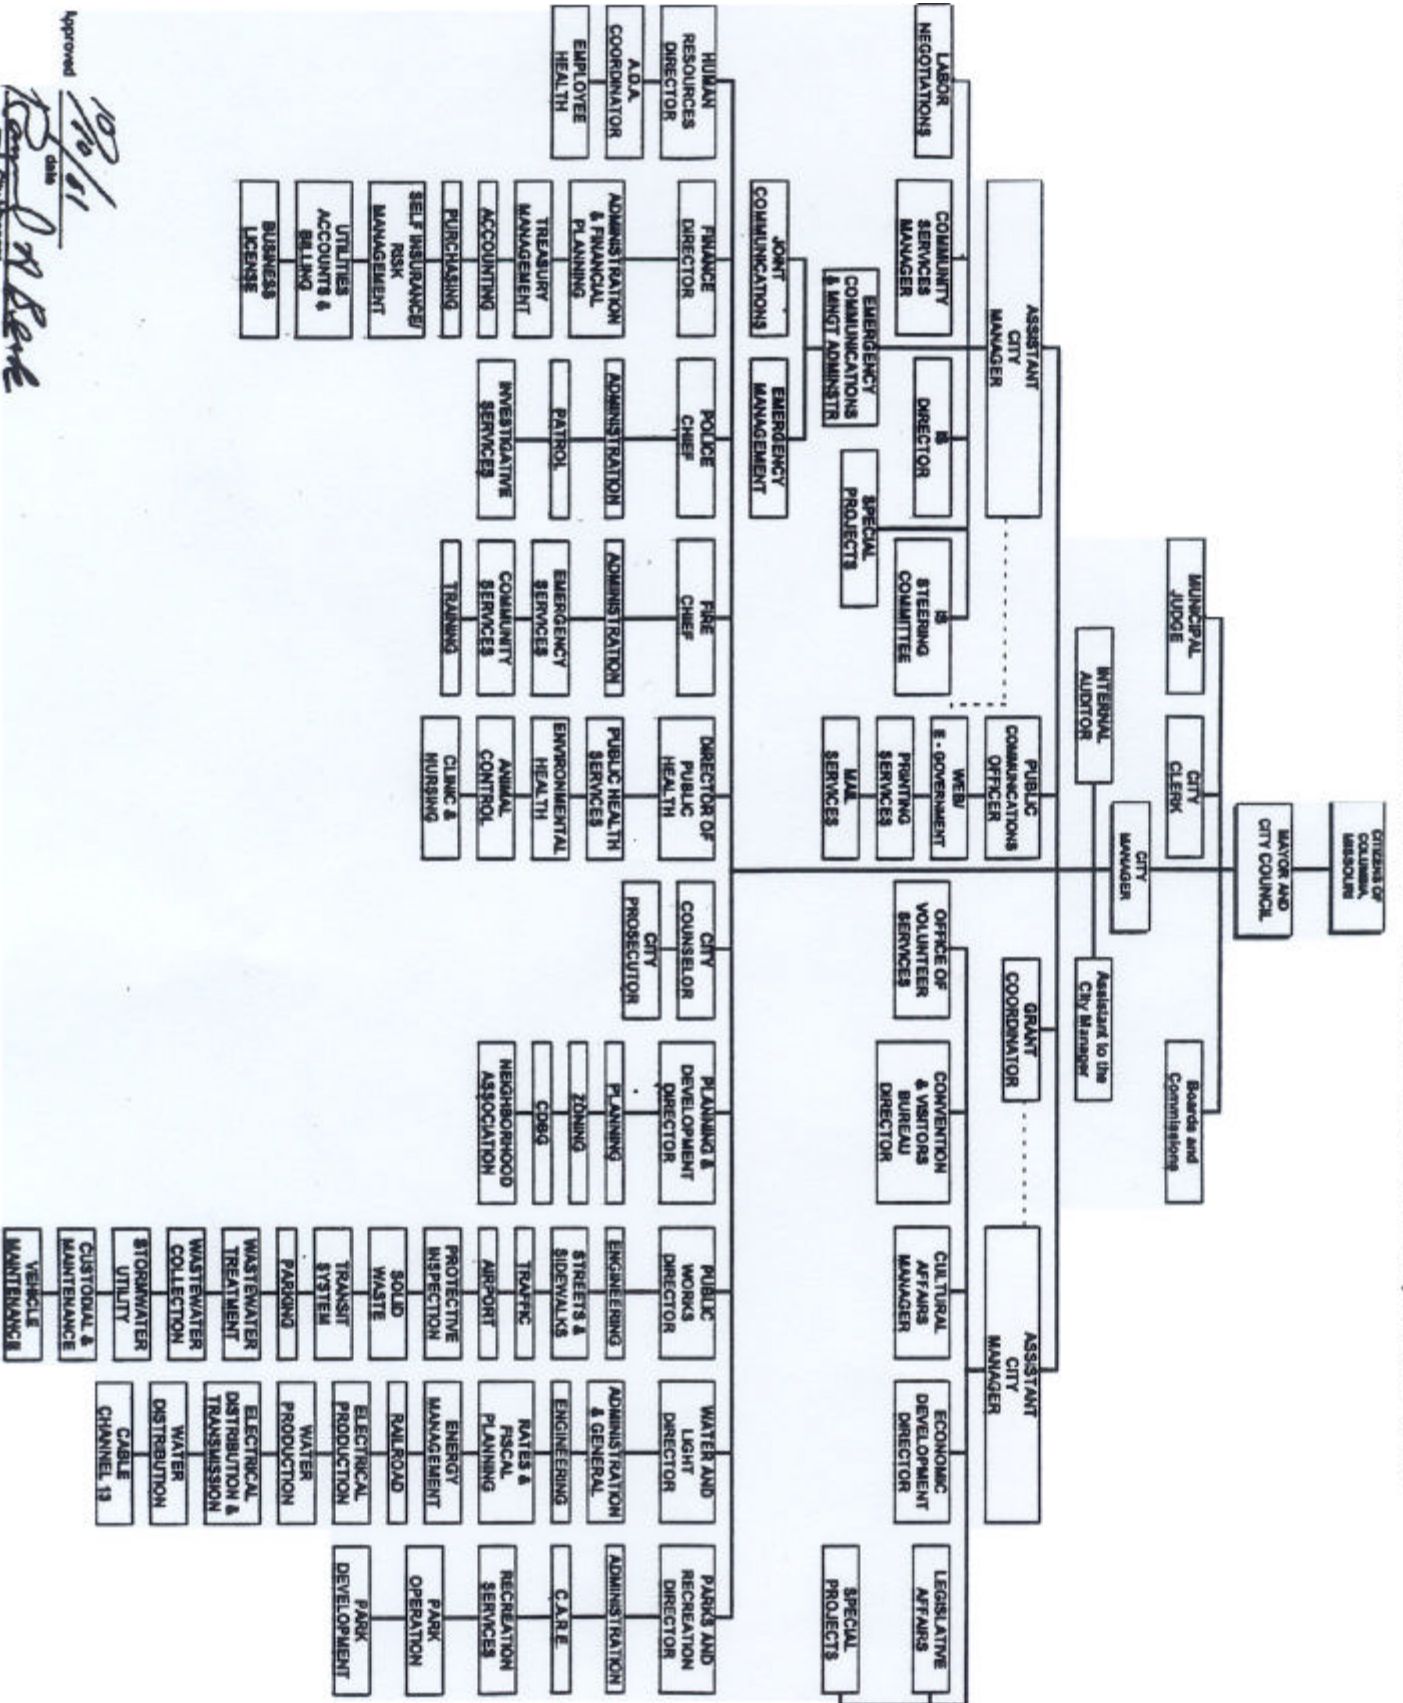 CITIZENS OF
COLUMBIA,
MISSOURI
MAYOR AND
CITY COUNCIL
MUNICIPAL
JUDGE
CITY
CLERK
Boards and
Commissions
CITY
MANAGER
INTERNAL
AUDITOR
Assistant to the
City Manager
ASSISTANT
CITY
MANAGER
PUBLIC
COMMUNICATIONS
OFFICER
GRANT
COORDINATOR
ASSISTANT
CITY
MANAGER
LABOR
NEGOTIATIONS
COMMUNITY
SERVICES
MANAGER
IS
DIRECTOR
IS
STEERING
COMMITTEE
WEB/
E - GOVERNMENT
PRINTING
SERVICES
MAIL
SERVICES
OFFICE OF
VOLUNTEER
SERVICES
CONVENTION
& VISITORS
BUREAU
DIRECTOR
CULTURAL
AFFAIRS
MANAGER
ECONOMIC
DEVELOPMENT
DIRECTOR
LEGISLATIVE
AFFAIRS
EMERGENCY
COMMUNICATIONS
& MNGT ADMINSTR
SPECIAL
PROJECTS
SPECIAL
PROJECTS
JOINT
COMMUNICATIONS
EMERGENCY
MANAGEMENT
HUMAN
RESOURCES
DIRECTOR
A.D.A.
COORDINATOR
EMPLOYEE
HEALTH
FINANCE
DIRECTOR
ADMINISTRATION
& FINANCIAL
PLANNING
TREASURY
MANAGEMENT
ACCOUNTING
PURCHASING
SELF INSURANCE/
RISK
MANAGEMENT
UTILITIES
ACCOUNTS &
BILLING
BUSINESS
LICENSE
POLICE
CHIEF
ADMINISTRATION
PATROL
INVESTIGATIVE
SERVICES
FIRE
CHIEF
ADMINISTRATION
EMERGENCY
SERVICES
COMMUNITY
SERVICES
TRAINING
DIRECTOR OF
PUBLIC
HEALTH
PUBLIC HEALTH
SERVICES
ENVIRONMENTAL
HEALTH
ANIMAL
CONTROL
CLINIC &
NURSING
CITY
COUNSELOR
CITY
PROSECUTOR
PLANNING &
DEVELOPMENT
DIRECTOR
PLANNING
ZONING
CDBG
NEIGHBORHOOD
ASSOCIATION
PUBLIC
WORKS
DIRECTOR
ENGINEERING
STREETS &
SIDEWALKS
TRAFFIC
AIRPORT
PROTECTIVE
INSPECTION
SOLID
WASTE
TRANSIT
SYSTEM
PARKING
WASTEWATER
TREATMENT
WASTEWATER
COLLECTION
STORMWATER
UTILITY
CUSTODIAL &
MAINTENANCE
VEHICLE
MAINTENANCE
WATER AND
LIGHT
DIRECTOR
ADMINISTRATION
& GENERAL
ENGINEERING
RATES &
FISCAL
PLANNING
ENERGY
MANAGEMENT
RAILROAD
ELECTRICAL
PRODUCTION
WATER
PRODUCTION
ELECTRICAL
DISTRIBUTION &
TRANSMISSION
WATER
DISTRIBUTION
CABLE
CHANNEL 13
PARKS AND
RECREATION
DIRECTOR
ADMINISTRATION
C.A.R.E.
RECREATION
SERVICES
PARK
OPERATION
PARK
DEVELOPMENT
Approved
date